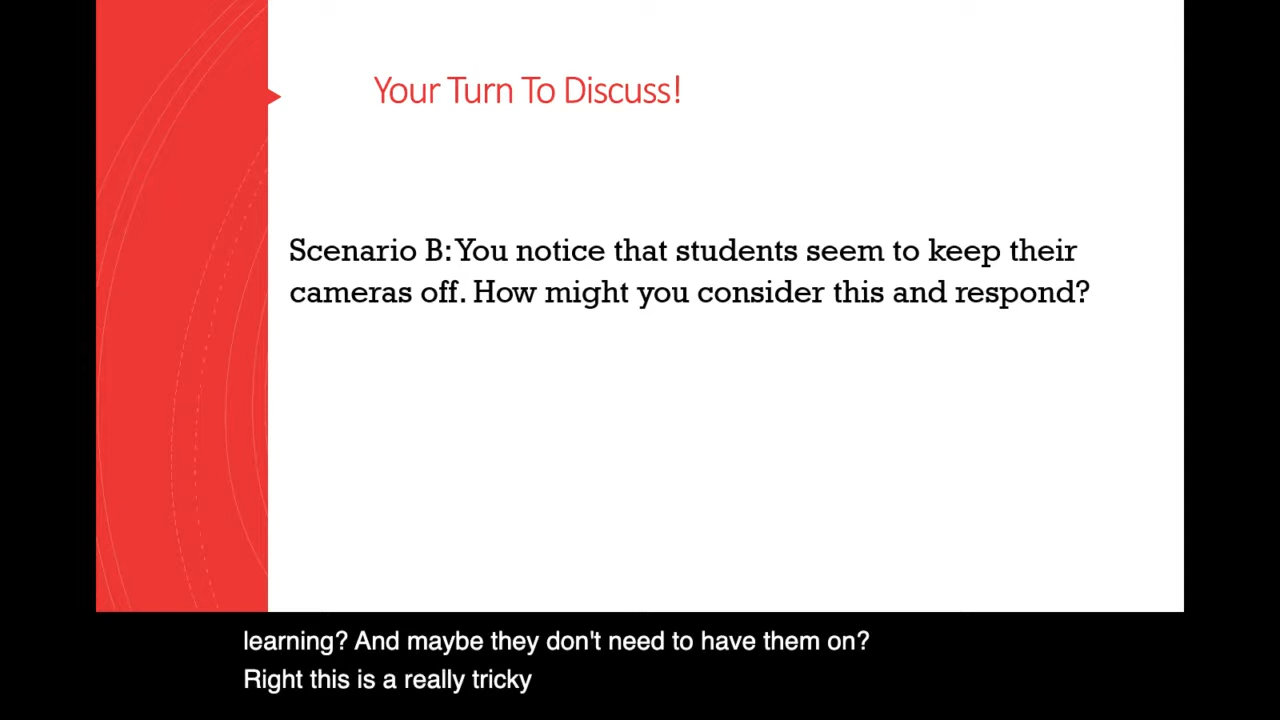 Your Turn To Discuss!
Scenario B: You notice that students seem to keep their
cameras off. How might you consider this and respond?
learning? And maybe they don't need to have them on?
Right this is a really tricky